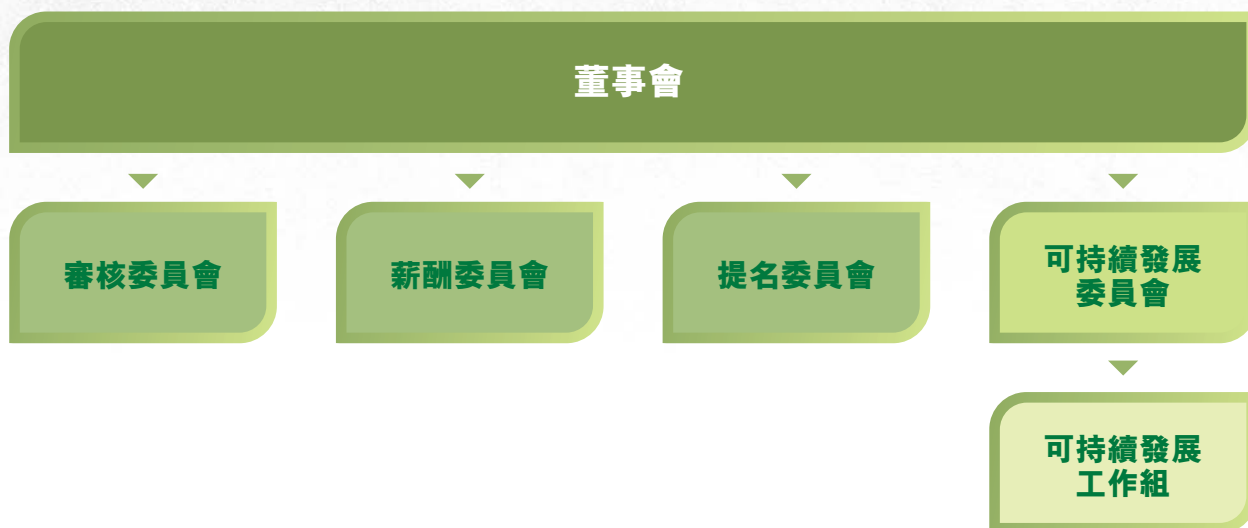 董事會
審核委員會
薪酬委員會
提名委員會
可持續發展
委員會
可持續發展
工作組